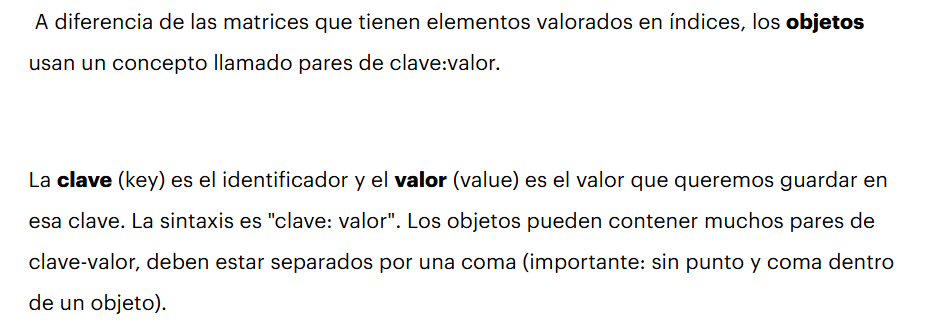 A diferencia de las matrices que tienen elementos valorados en índices, los objetos
usan un concepto llamado pares de clave:valor.
La clave (key) es el identificador y el valor (value) es el valor que queremos guardar en
esa clave. La sintaxis es "clave: valor". Los objetos pueden contener muchos pares de
clave-valor, deben estar separados por una coma (importante: sin punto y coma dentro
de un objeto).